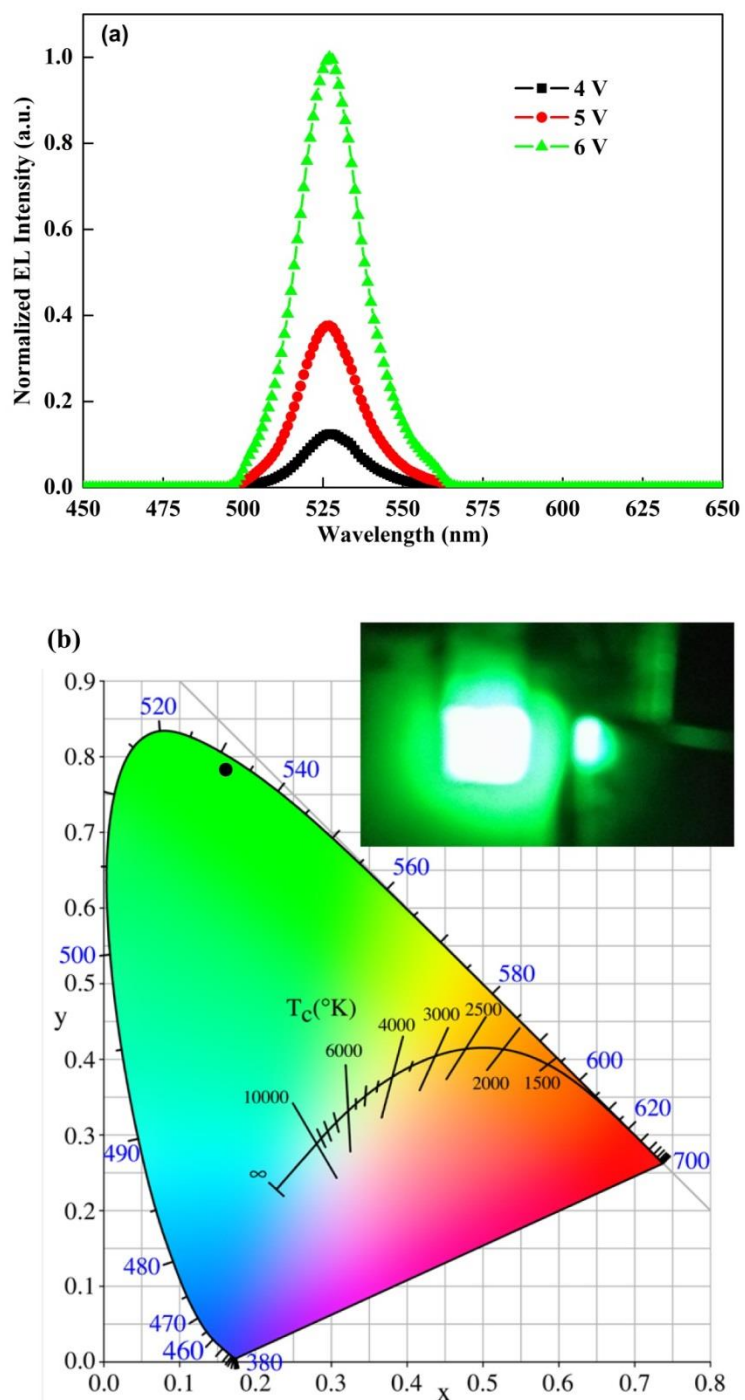 (a)
Normalized EL Intensity (a.u.)
1.0
0.8
0.6
0.4
0.2
0.0
4 V
5 V
6 V
450 475 500 525 550 575 600 625 650
Wavelength (nm)
(b)
0.9
0.8
0.7
0.6
0.5
y
0.4
0.3
0.2
0.1
0.0
520
540
560
500
580
T_c(°K)
4000 3000 2500
6000
600
10000
2000 1500
620
490
∞
700
480
470
460
380
0.0 0.1 0.2 0.3 0.4 0.5 0.6 0.7 0.8
x